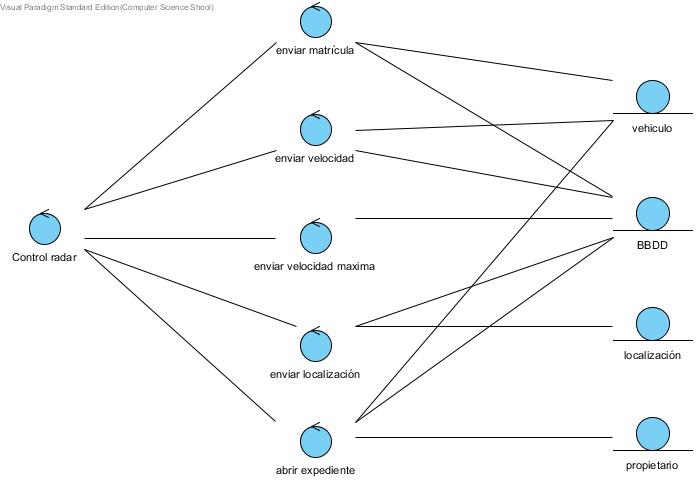 Visual Paradigm Standard Edition(Computer Science Shool)
enviar matrícula
vehiculo
enviar velocidad
Control radar
BBDD
enviar velocidad maxima
localización
enviar localización
propietario
abrir expediente